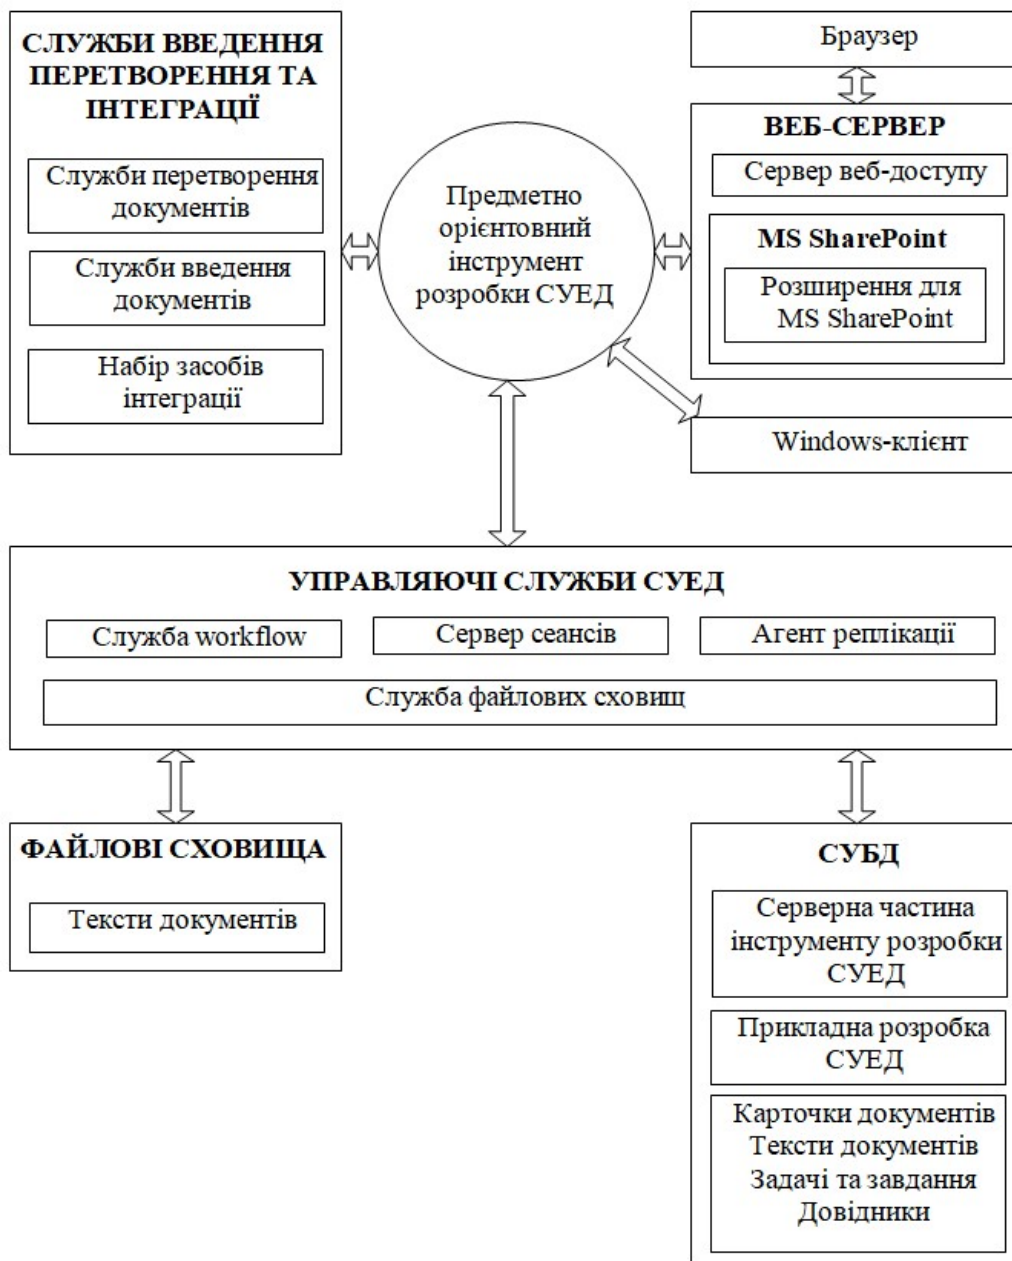 СЛУЖБИ ВВЕДЕННЯ
ПЕРЕТВОРЕННЯ ТА
ІНТЕГРАЦІЇ
Служби перетворення
документів
Служби введення
документів
Набір засобів
інтеграції
Предметно
орієнтовний
інструмент
розробки СУЕД
Браузер
ВЕБ-СЕРВЕР
Сервер веб-доступу
MS SharePoint
Розширення для
MS SharePoint
Windows-клієнт
УПРАВЛЯЮЧІ СЛУЖБИ СУЕД
Служба workflow
Сервер сеансів
Агент реплікації
Служба файлових сховищ
ФАЙЛОВІ СХОВИЩА
Тексти документів
СУБД
Серверна частина
інструменту розробки
СУЕД
Прикладна розробка
СУЕД
Карточки документів
Тексти документів
Задачі та завдання
Довідники